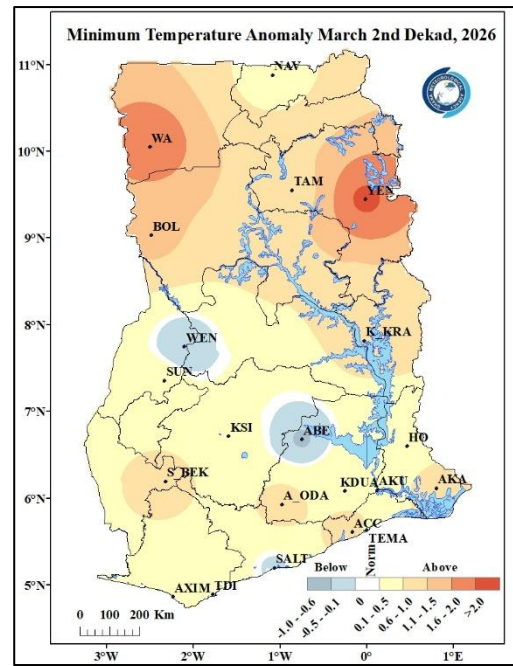 Minimum Temperature Anomaly March 2nd Dekad, 2026
11°N
NAV
WA
10°N
TAM
YEN
BOL
9°N
8°N
K_KRA
WEN
SUN
7°N
KSI
ABE
HO
S_BEK
KDUA
AKU
AKA
6°N
A_ODA
ACC
TEMA
SALT
Norm
Below
Above
5°N
AXIM
TDI
-1.0 - -0.6
-0.5 - -0.1
0
0.1 - 0.5
0.6 - 1.0
1.1 - 1.5
1.6 - 2.0
>2.0
0 100 200 Km
3°W
2°W
1°W
0°
1°E